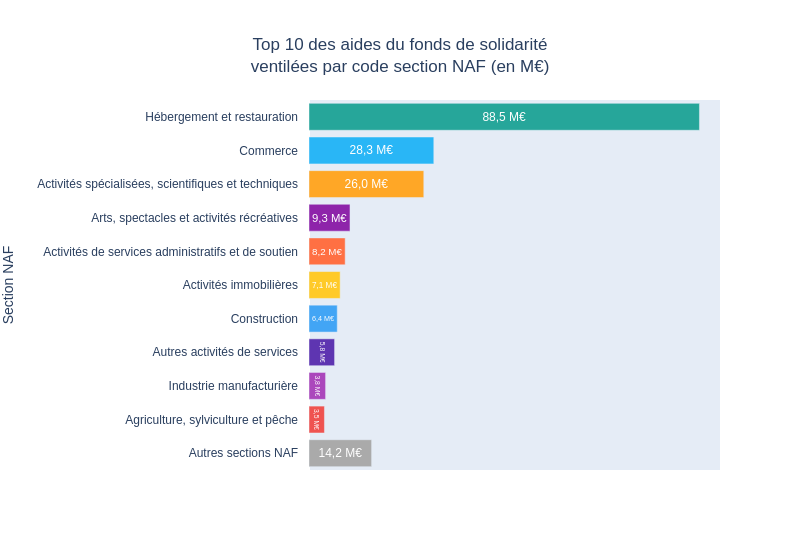 Top 10 des aides du fonds de solidarité
ventilées par code section NAF (en M€)
Section NAF
Hébergement et restauration 88,5 M€
Commerce 28,3 M€
Activités spécialisées, scientifiques et techniques 26,0 M€
Arts, spectacles et activités récréatives 9,3 M€
Activités de services administratifs et de soutien 8,2 M€
Activités immobilières 7,1 M€
Construction 6,4 M€
Autres activités de services 5,8 M€
Industrie manufacturière 3,8 M€
Agriculture, sylviculture et pêche 3,5 M€
Autres sections NAF 14,2 M€